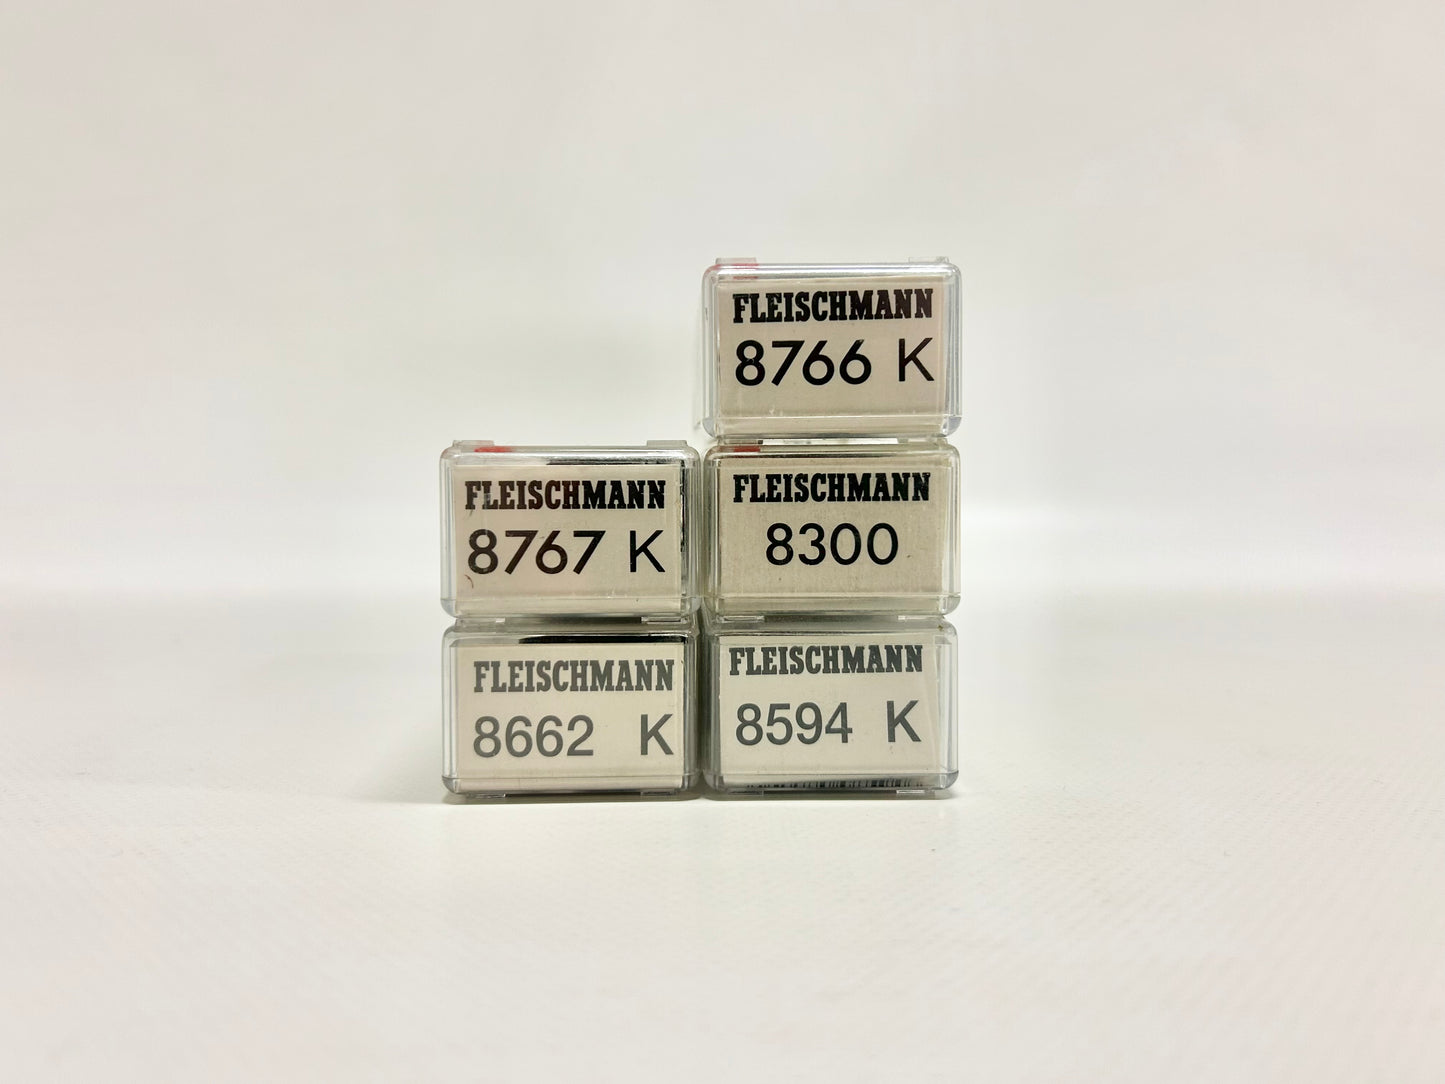 FLEISCHMANN
8766 K
FLEISCHMANN
8767 K
FLEISCHMANN
8300
FLEISCHMANN
8662 K
FLEISCHMANN
8594 K